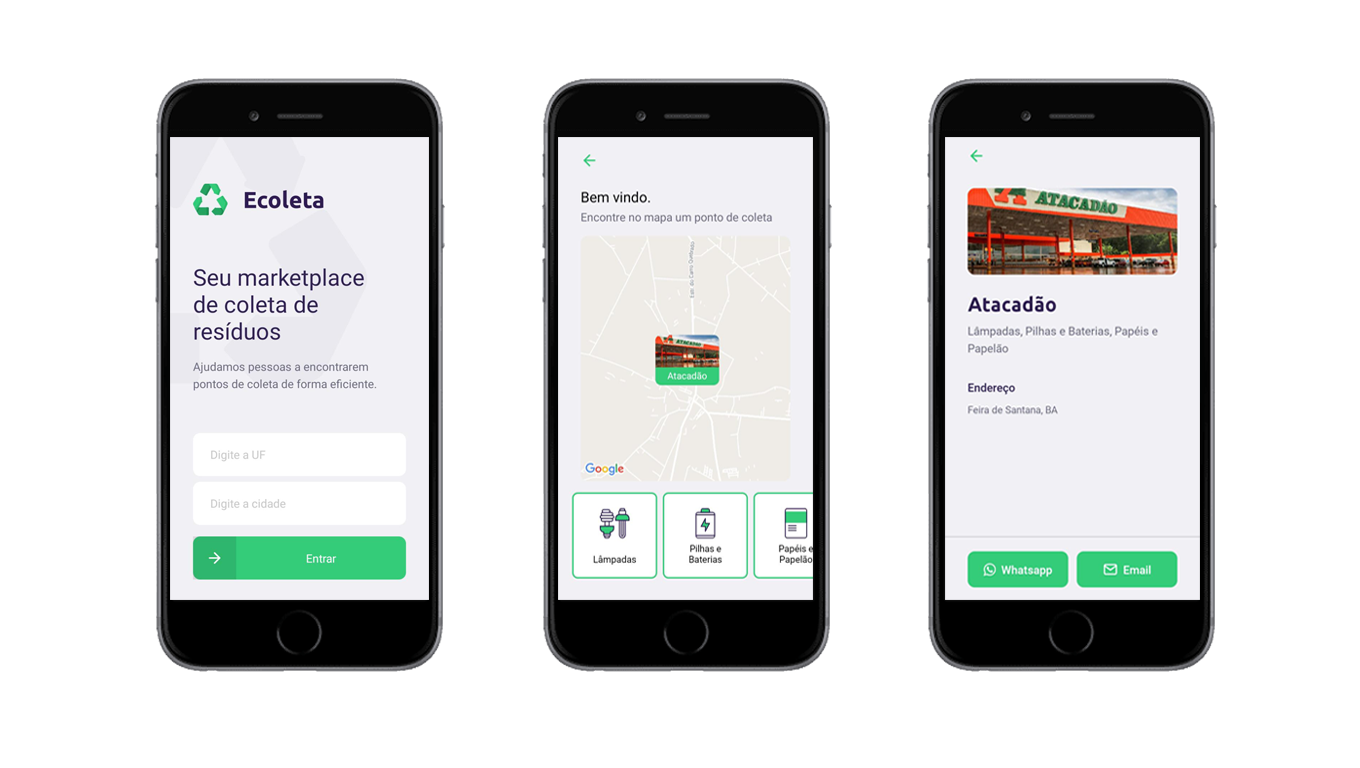 Ecoleta
Seu marketplace
de coleta de
resíduos
Ajudamos pessoas a encontrarem
pontos de coleta de forma eficiente.
Digite a UF
Digite a cidade
Entrar
Bem vindo.
Encontre no mapa um ponto de coleta
ATACADÃO
Atacadão
Google
Lâmpadas
Pilhas e
Baterias
Papéis e
Papelão
ATACADÃO
Atacadão
Lâmpadas, Pilhas e Baterias, Papéis e
Papelão
Endereço
Feira de Santana, BA
Whatsapp
Email